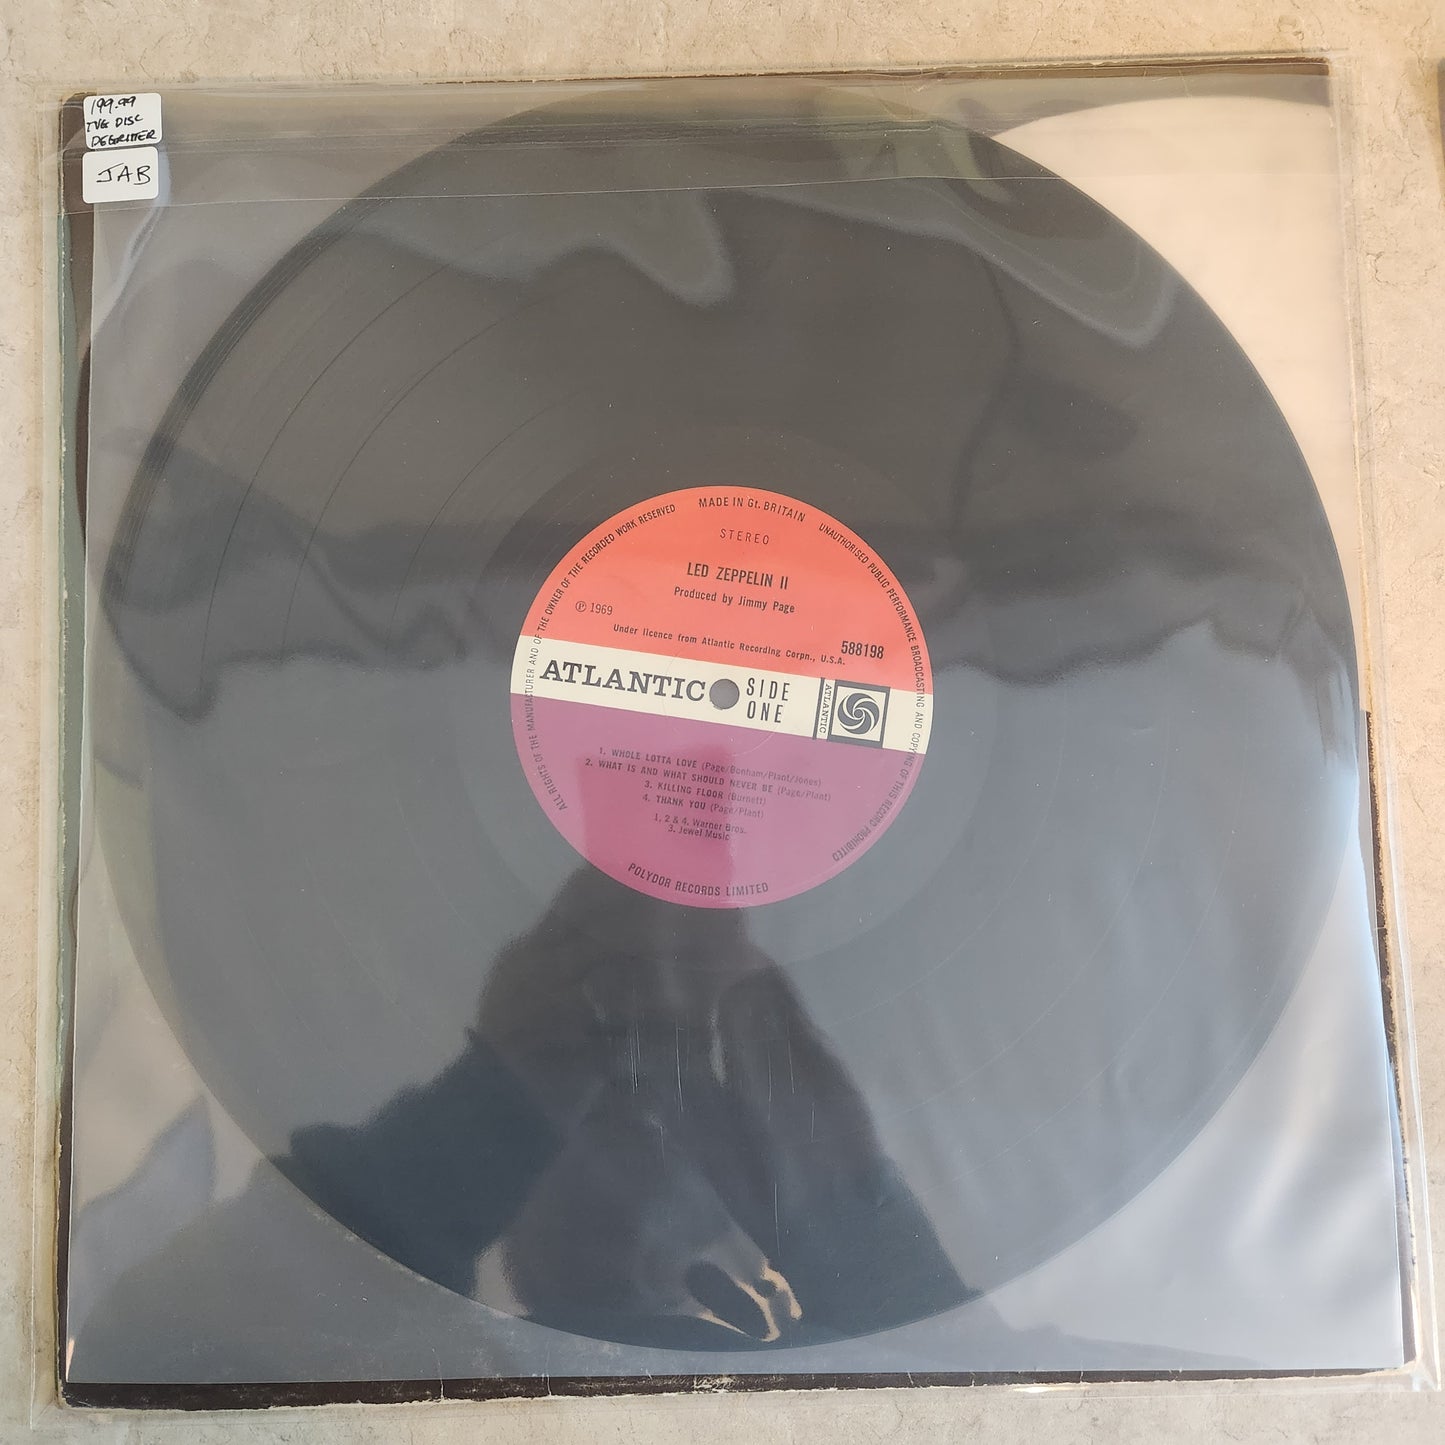 199.99
TVG DISC
DEGRITTER
JAB
MADE IN Gt. BRITAIN
ALL RIGHTS OF THE MANUFACTURER AND OF THE OWNER OF THE RECORDED WORK RESERVED
UNAUTHORISED PUBLIC PERFORMANCE BROADCASTING AND COPYING OF THIS RECORD PROHIBITED
STEREO
LED ZEPPELIN II
Produced by Jimmy Page
℗ 1969
Under licence from Atlantic Recording Corpn., U.S.A.
588198
ATLANTIC
SIDE
ONE
ATLANTIC
1. WHOLE LOTTA LOVE (Page/Bonham/Plant/Jones)
2. WHAT IS AND WHAT SHOULD NEVER BE (Page/Plant)
3. KILLING FLOOR (Burnett)
4. THANK YOU (Page/Plant)
1, 2 & 4. Warner Bros.
3. Jewel Music
POLYDOR RECORDS LIMITED